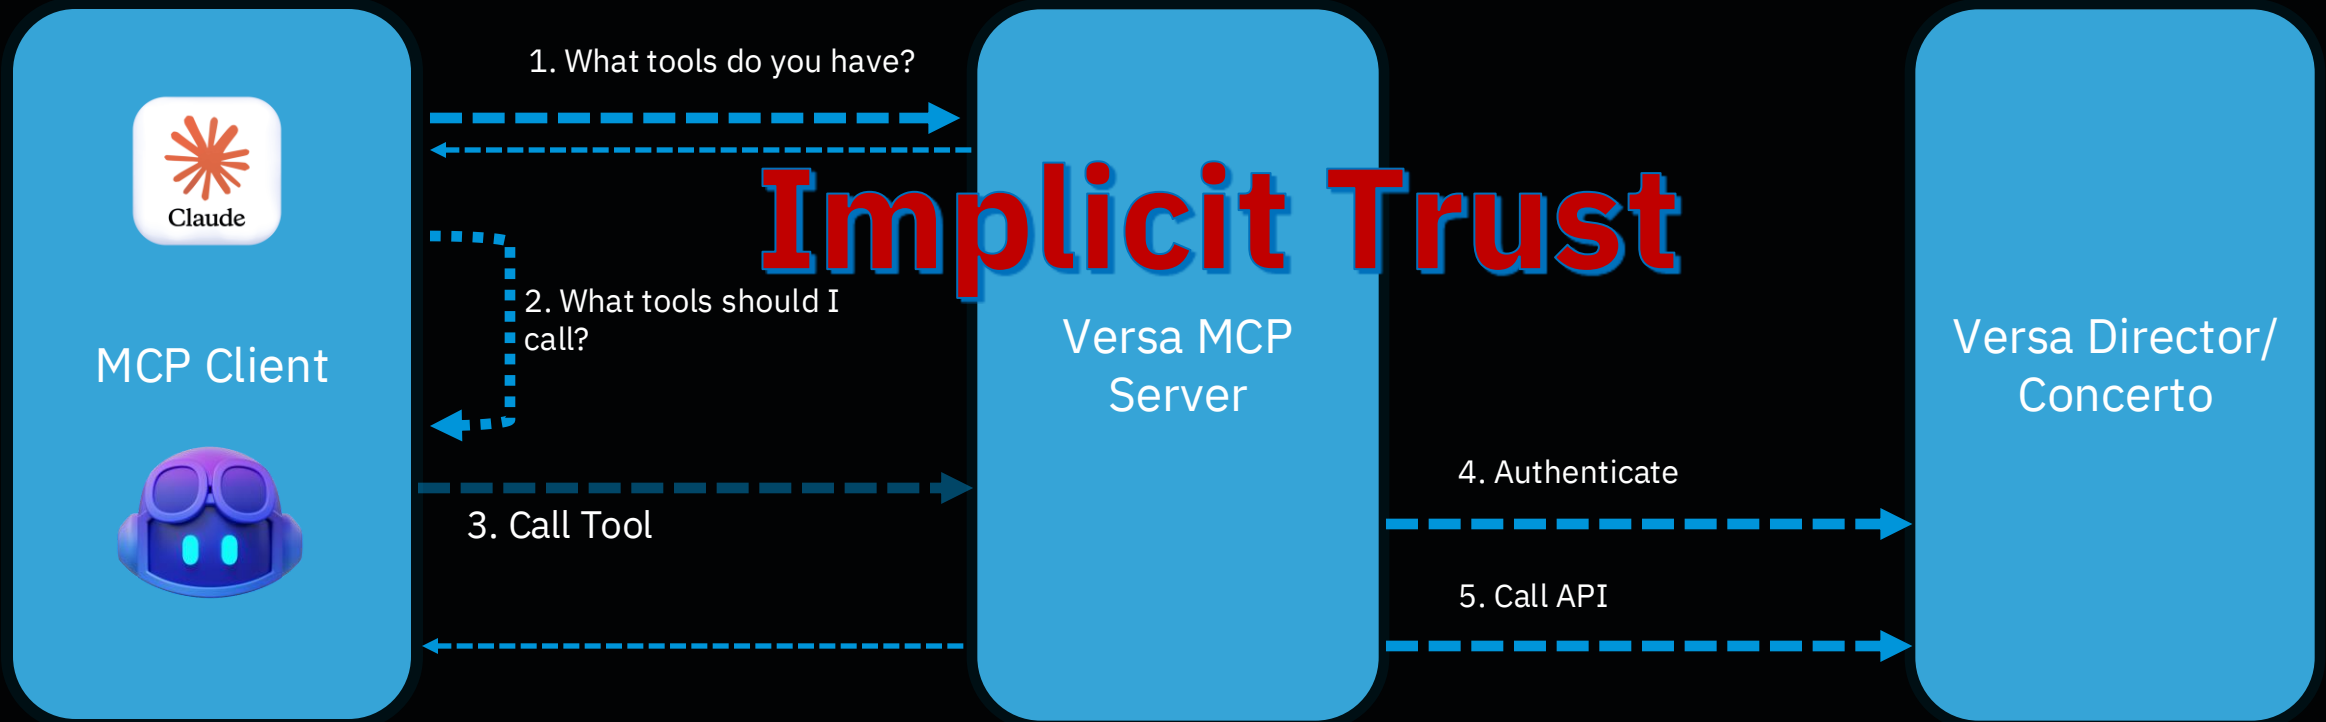 1. What tools do you have?
Claude
Implicit Trust
2. What tools should I
call?
MCP Client
Versa MCP
Server
Versa Director/
Concerto
3. Call Tool
4. Authenticate
5. Call API